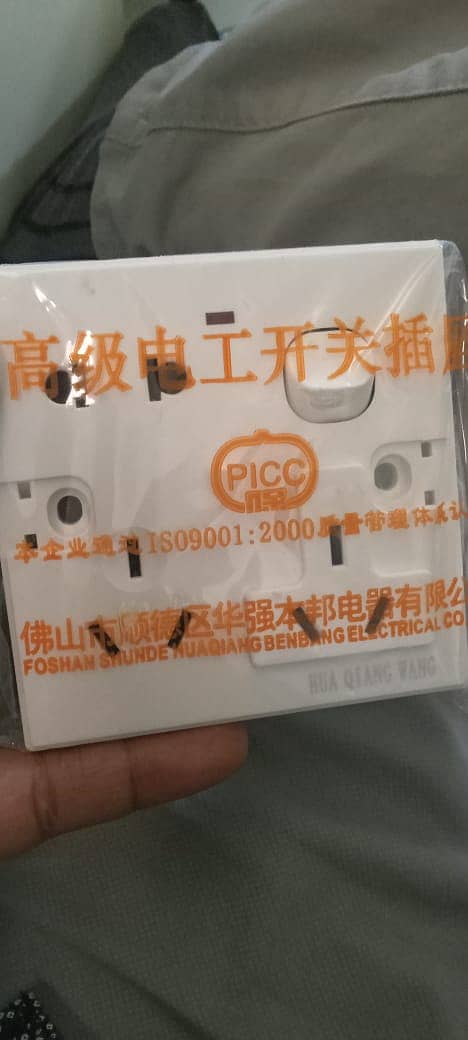 高级电工开关插
PICC
保
本企业通过ISO9001:2000质量管理体系认
佛山市顺德区华强本邦电器有限公
FOSHAN SHUNDE HUAQIANG BENBANG ELECTRICAL CO
HUA QIANG WANG